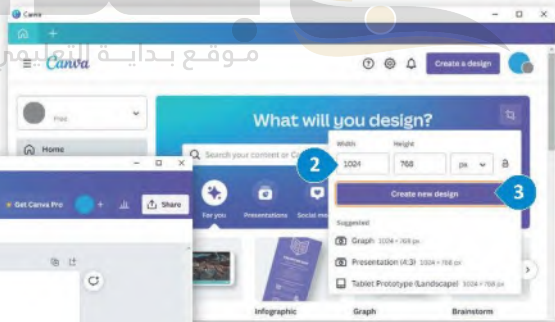 Canva
موقع بداية التعليمي
Canva
Create a design
Free
What will you design?
Home
Search your content or C
Width
Height
2
1024
768
px
Create new design
3
Get Canva Pro
Share
For you
Presentations
Social me
Suggested
Graph 1024 × 768 px
Presentation (4:3) 1024 × 768 px
Tablet Prototype (Landscape) 1024 × 768 px
Infographic
Graph
Brainstorm